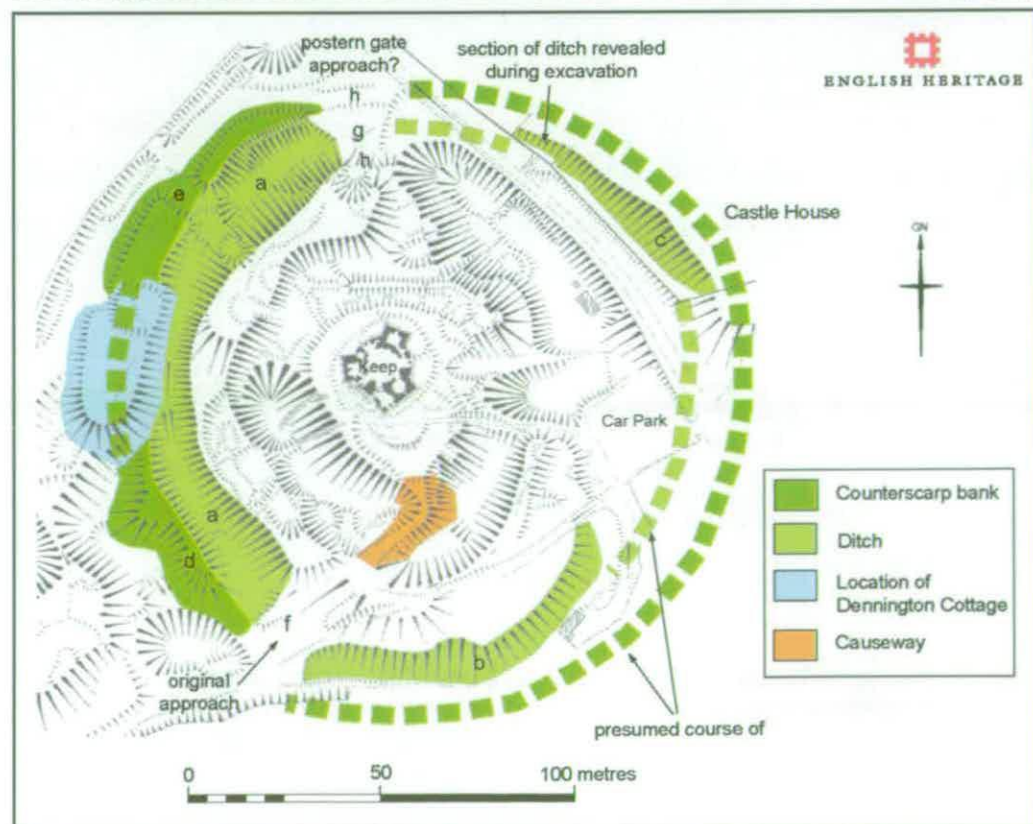 postern gate
approach?
section of ditch revealed
during excavation
ENGLISH HERITAGE
h
g
h
e
a
c
Castle House
GN
Keep
Car Park
a
d
f
b
original
approach
presumed course of
Counterscarp bank
Ditch
Location of
Dennington Cottage
Causeway
0 50 100 metres